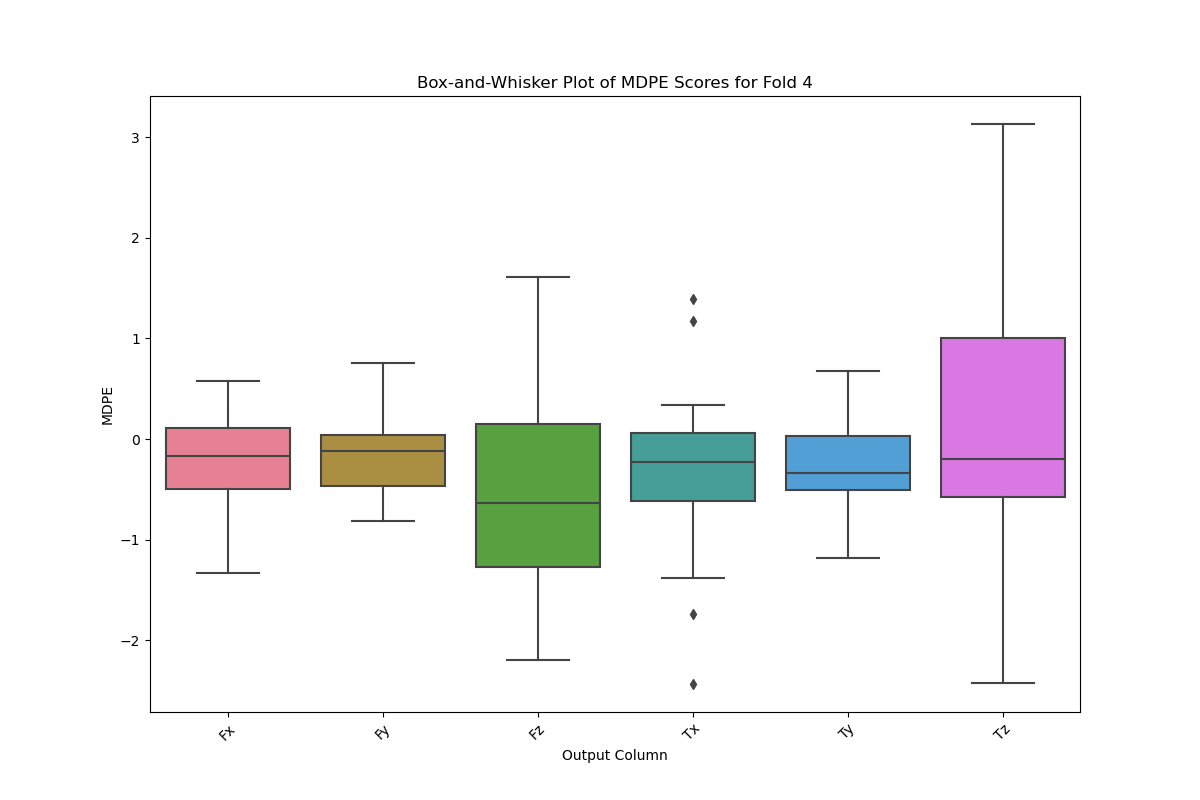 Box-and-Whisker Plot of MDPE Scores for Fold 4
3
2
1
0
−1
−2
MDPE
Fx
Fy
Fz
Tx
Ty
Tz
Output Column